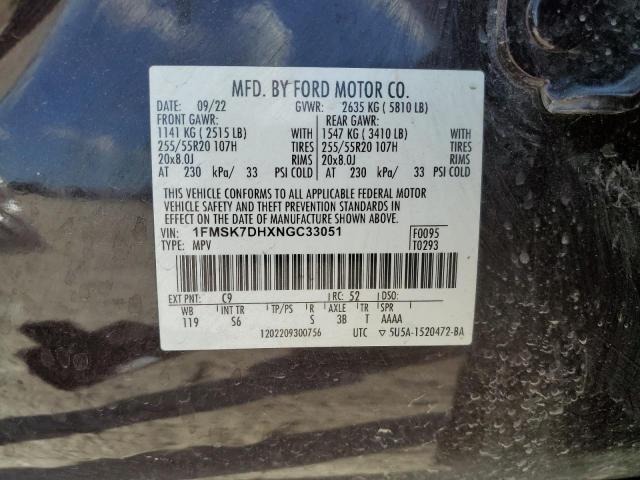 MFD. BY FORD MOTOR CO.
DATE: 09/22 GVWR: 2635 KG ( 5810 LB)
FRONT GAWR: REAR GAWR:
1141 KG ( 2515 LB) WITH 1547 KG ( 3410 LB) WITH
255/55R20 107H TIRES 255/55R20 107H TIRES
20x8.0J RIMS 20x8.0J RIMS
AT 230 kPa/ 33 PSI COLD AT 230 kPa/ 33 PSI COLD
THIS VEHICLE CONFORMS TO ALL APPLICABLE FEDERAL MOTOR
VEHICLE SAFETY AND THEFT PREVENTION STANDARDS IN
EFFECT ON THE DATE OF MANUFACTURE SHOWN ABOVE.
VIN: 1FMSK7DHXNGC33051 F0095
TYPE: MPV T0293
EXT PNT: C9 RC: 52 DSO:
WB INT TR TP/PS R AXLE TR SPR
119 S6 S 3B T AAAA
1202209300756 UTC ▽ 5U5A-1520472-BA